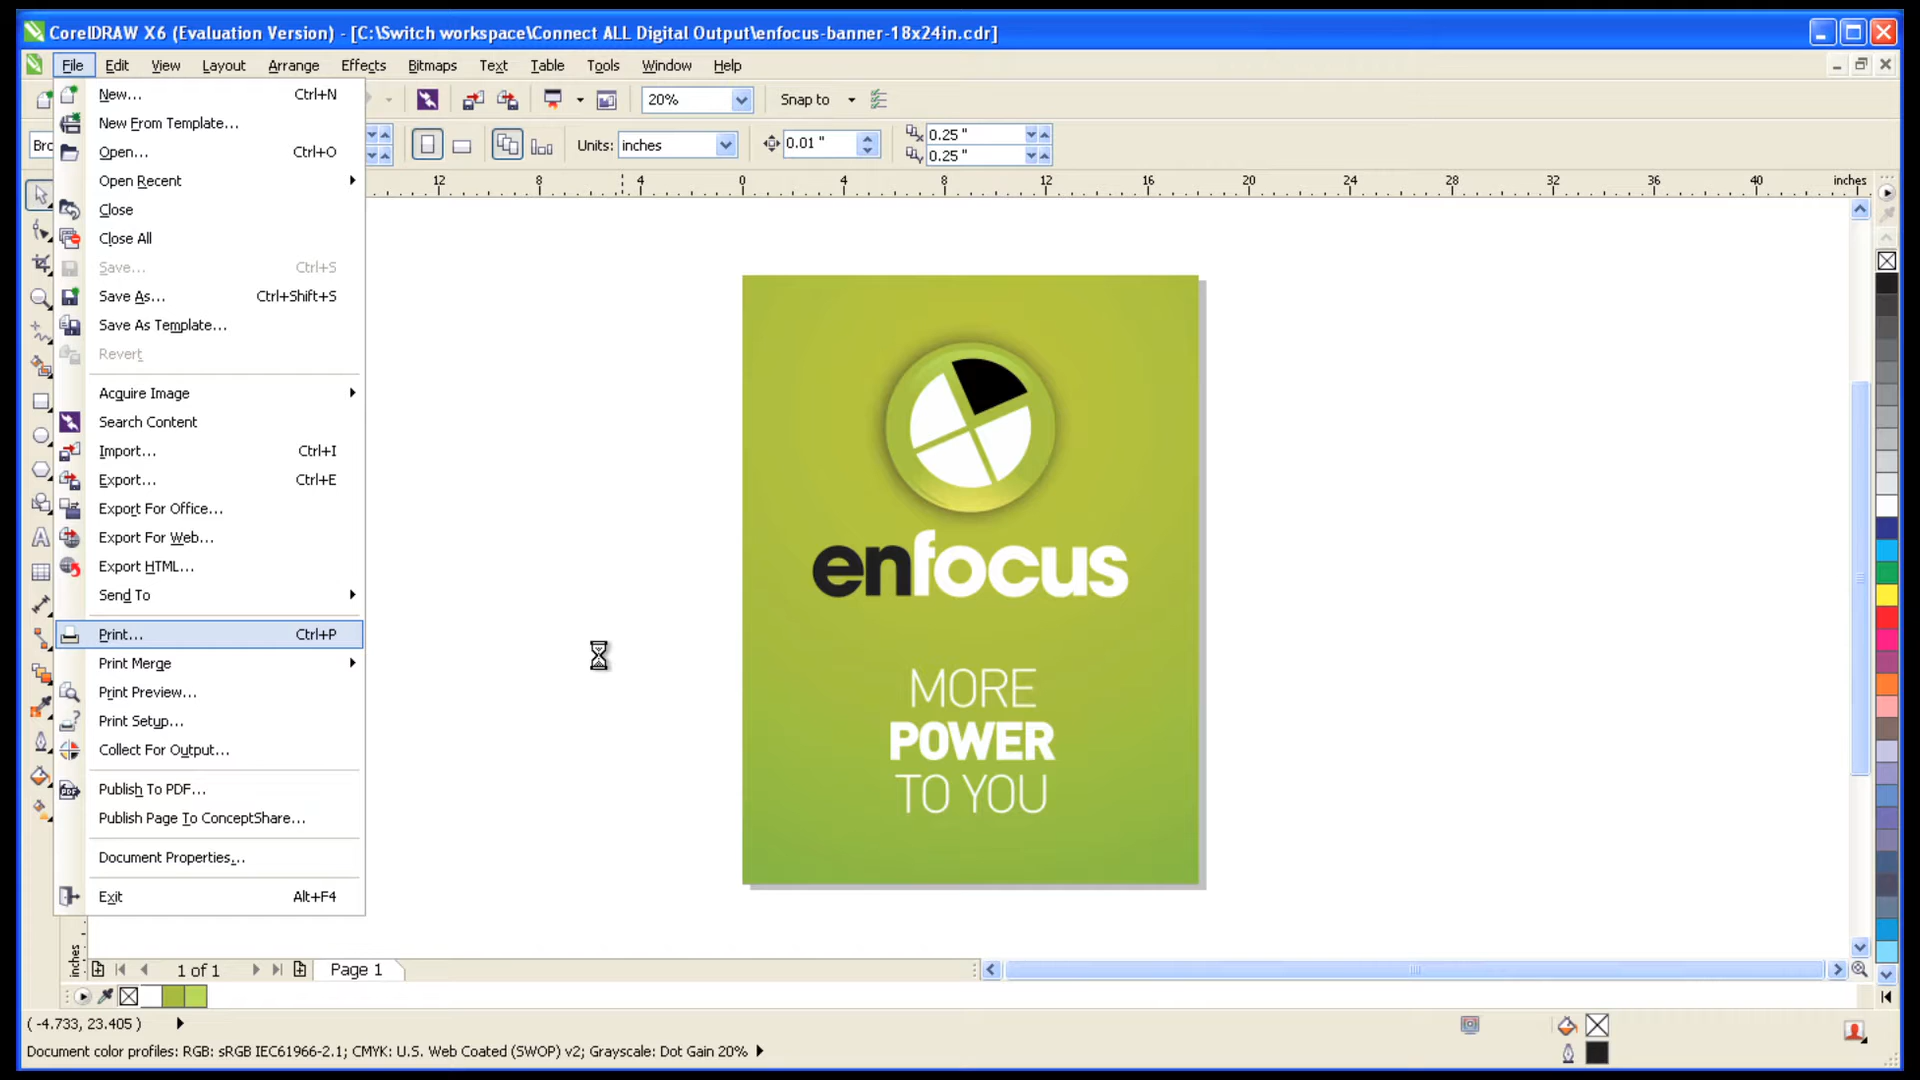 CorelDRAW X6 (Evaluation Version) - [C:\Switch workspace\Connect ALL Digital Output\enfocus-banner-18x24in.cdr]
File Edit View Layout Arrange Effects Bitmaps Text Table Tools Window Help
New... Ctrl+N
20% Snap to
New From Template...
Bro Units: inches 0.01 " 0.25 "
0.25 "
Open... Ctrl+O
Open Recent
12 8 4 0 4 8 12 16 20 24 28 32 36 40 inches
Close
Close All
Save... Ctrl+S
Save As... Ctrl+Shift+S
Save As Template...
Revert
Acquire Image
Search Content
Import... Ctrl+I
Export... Ctrl+E
Export For Office...
Export For Web...
Export HTML...
Send To
Print... Ctrl+P
Print Merge
Print Preview...
Print Setup...
Collect For Output...
Publish To PDF...
Publish Page To ConceptShare...
Document Properties...
Exit Alt+F4
enfocus
MORE
POWER
TO YOU
inches
1 of 1 Page 1
( -4.733, 23.405 )
Document color profiles: RGB: sRGB IEC61966-2.1; CMYK: U.S. Web Coated (SWOP) v2; Grayscale: Dot Gain 20%